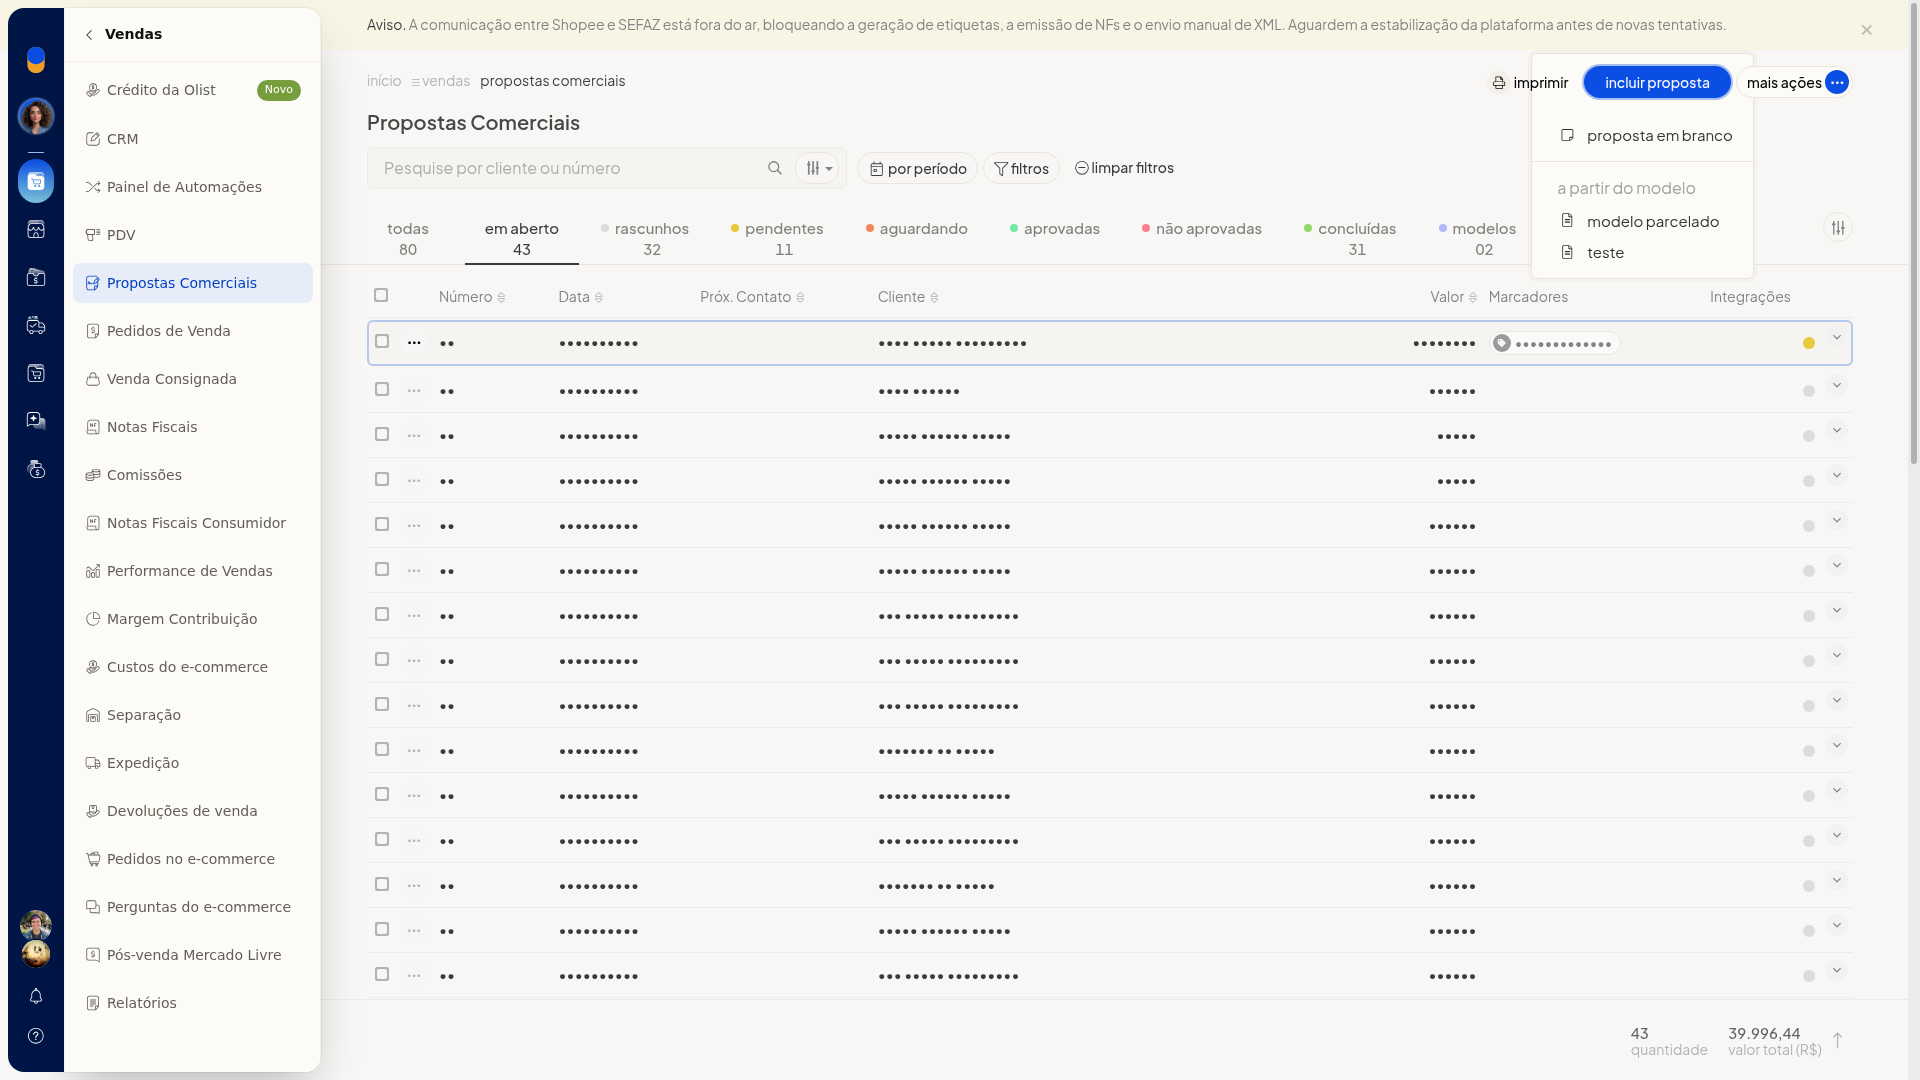 Aviso. A comunicação entre Shopee e SEFAZ está fora do ar, bloqueando a geração de etiquetas, a emissão de NFs e o envio manual de XML. Aguardem a estabilização da plataforma antes de novas tentativas.
Vendas
Crédito da Olist Novo
CRM
Painel de Automações
PDV
Propostas Comerciais
Pedidos de Venda
Venda Consignada
Notas Fiscais
Comissões
Notas Fiscais Consumidor
Performance de Vendas
Margem Contribuição
Custos do e-commerce
Separação
Expedição
Devoluções de venda
Pedidos no e-commerce
Perguntas do e-commerce
Pós-venda Mercado Livre
Relatórios
início vendas propostas comerciais
imprimir incluir proposta mais ações
Propostas Comerciais
proposta em branco
a partir do modelo
modelo parcelado
teste
Pesquise por cliente ou número por período filtros limpar filtros
todas em aberto rascunhos pendentes aguardando aprovadas não aprovadas concluídas modelos
80 43 32 11 31 02
Número Data Próx. Contato Cliente Valor Marcadores Integrações
43 39.996,44
quantidade valor total (R$)